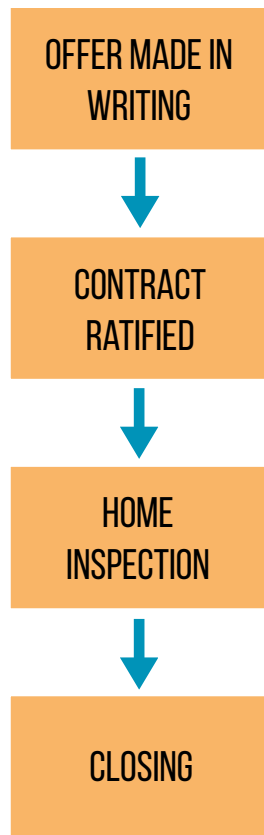 OFFER MADE IN
WRITING
CONTRACT
RATIFIED
HOME
INSPECTION
CLOSING